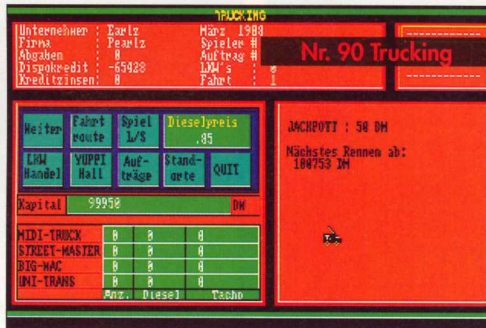 TRUCKING
Unternehmer : Earlz
März 1988
Firma : Pearlz
Spieler #
Abgaben : 0
Auftrag #
Dispokredit : -65428
LKW's : 0
Kreditzinsen: 0
Fahrt : 1
Nr. 90 Trucking
Weiter
Fahrt route
Spiel L/S
Dieselpreis .85
LKW Handel
YUPPI Hall
Auf- träge
Stand- orte
QUIT
Kapital 99950 DM
MIDI-TRUCK 0 0 0
STREET-MASTER 0 0 0
BIG-MAC 0 0 0
UNI-TRANS 0 0 0
Anz. Diesel Tacho
JACKPOTT : 50 DM
Nächstes Rennen ab:
100753 DM